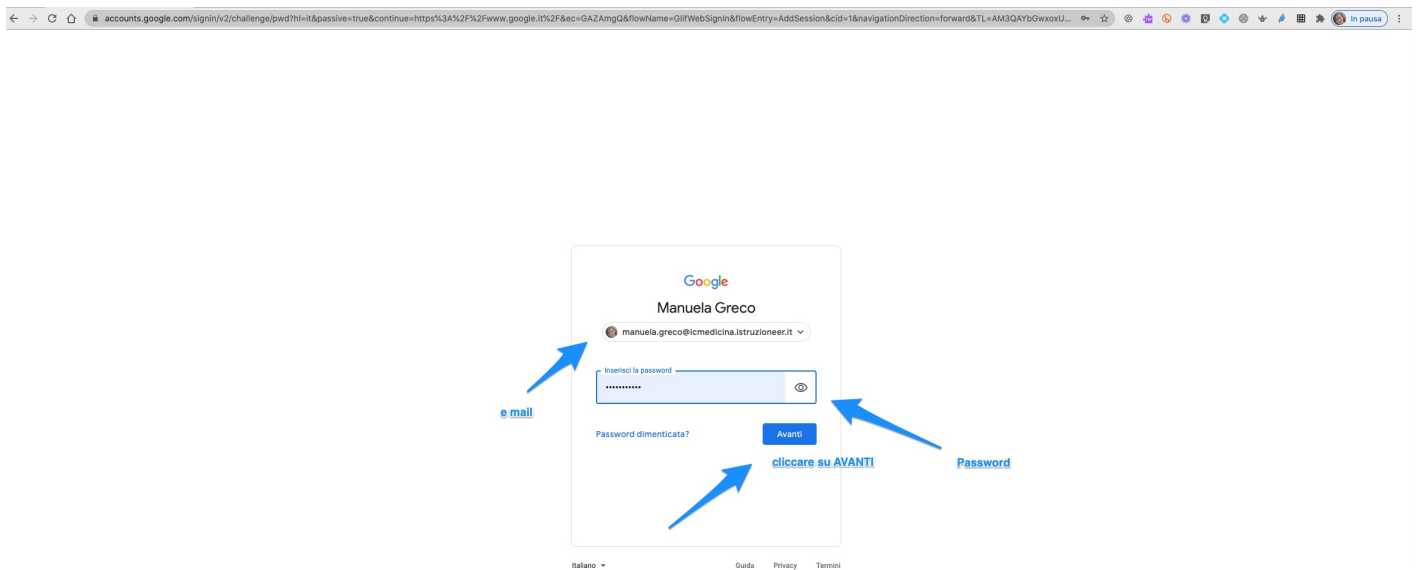 accounts.google.com/signin/v2/challenge/pwd?hl=it&passive=true&continue=https%3A%2F%2Fwww.google.it%2F&ec=GAZAmgQ&flowName=GlifWebSignIn&flowEntry=AddSession&cid=1&navigationDirection=forward&TL=AM3QAYbGwxoxU...
In pausa
Google
Manuela Greco
manuela.greco@icmedicina.istruzioneer.it
Inserisci la password
e mail
Password dimenticata?
Avanti
cliccare su AVANTI
Password
Italiano
Guida
Privacy
Termini